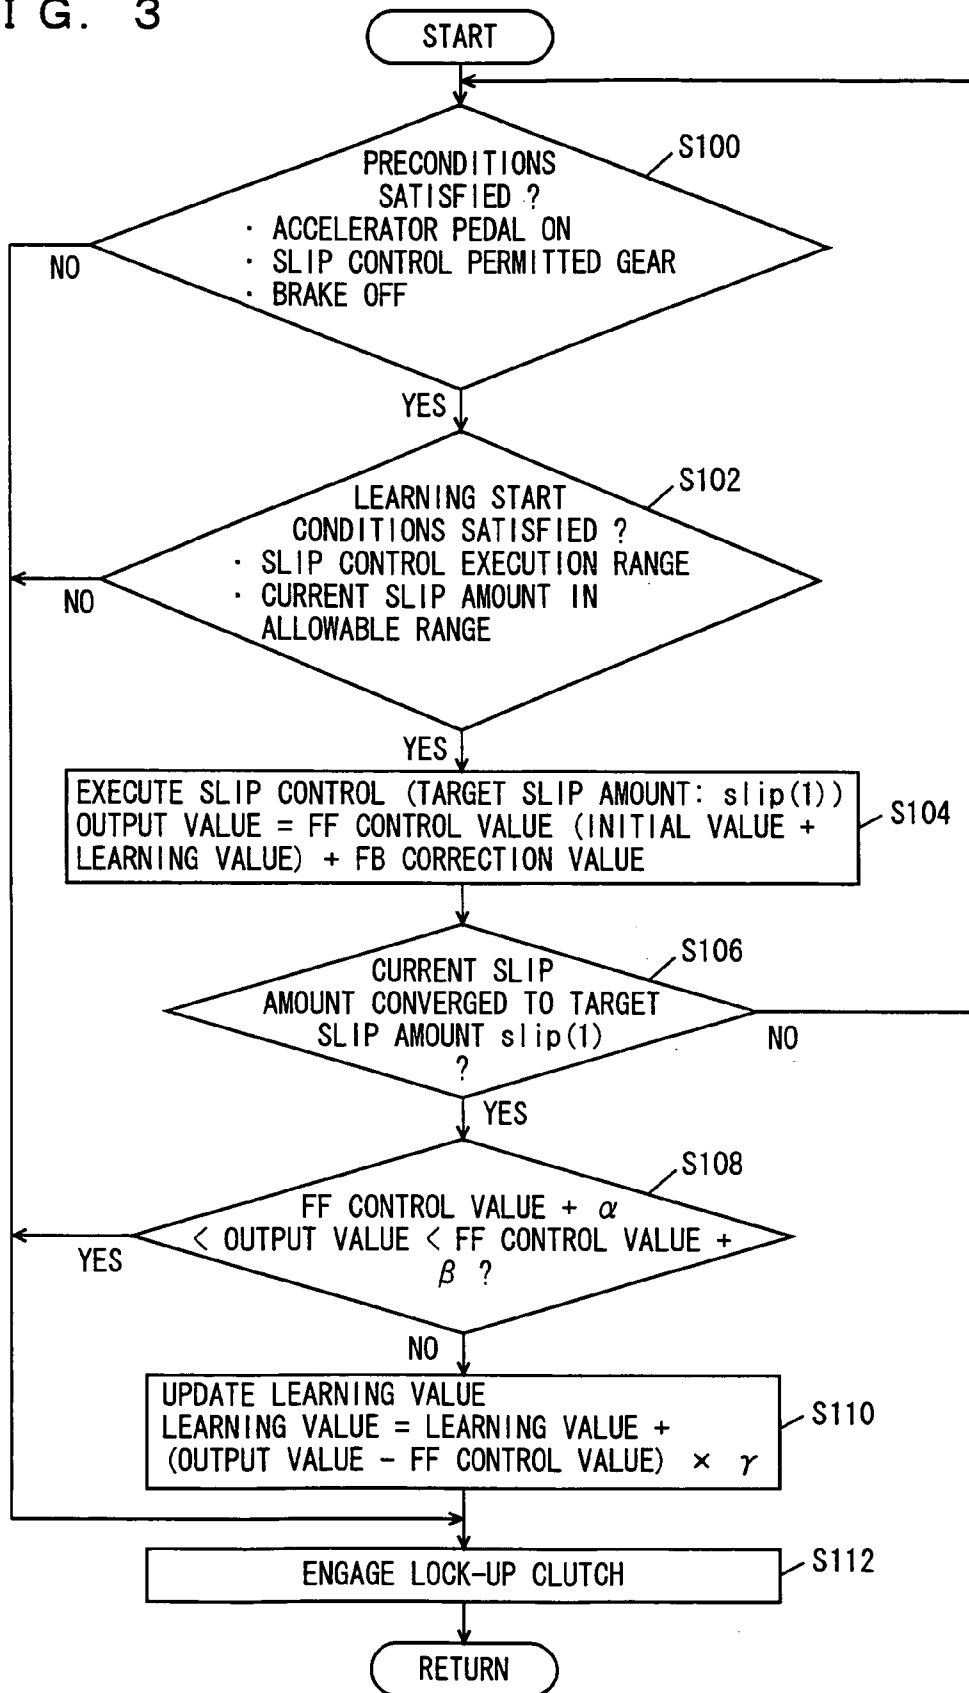 I G. 3
START
PRECONDITIONS
SATISFIED ?
· ACCELERATOR PEDAL ON
· SLIP CONTROL PERMITTED GEAR
· BRAKE OFF
S100
NO
YES
LEARNING START
CONDITIONS SATISFIED ?
· SLIP CONTROL EXECUTION RANGE
· CURRENT SLIP AMOUNT IN
ALLOWABLE RANGE
S102
NO
YES
EXECUTE SLIP CONTROL (TARGET SLIP AMOUNT: slip(1))
OUTPUT VALUE = FF CONTROL VALUE (INITIAL VALUE +
LEARNING VALUE) + FB CORRECTION VALUE
S104
CURRENT SLIP
AMOUNT CONVERGED TO TARGET
SLIP AMOUNT slip(1)
?
S106
NO
YES
FF CONTROL VALUE + α
< OUTPUT VALUE < FF CONTROL VALUE +
β ?
S108
YES
NO
UPDATE LEARNING VALUE
LEARNING VALUE = LEARNING VALUE +
(OUTPUT VALUE - FF CONTROL VALUE) × γ
S110
ENGAGE LOCK-UP CLUTCH
S112
RETURN